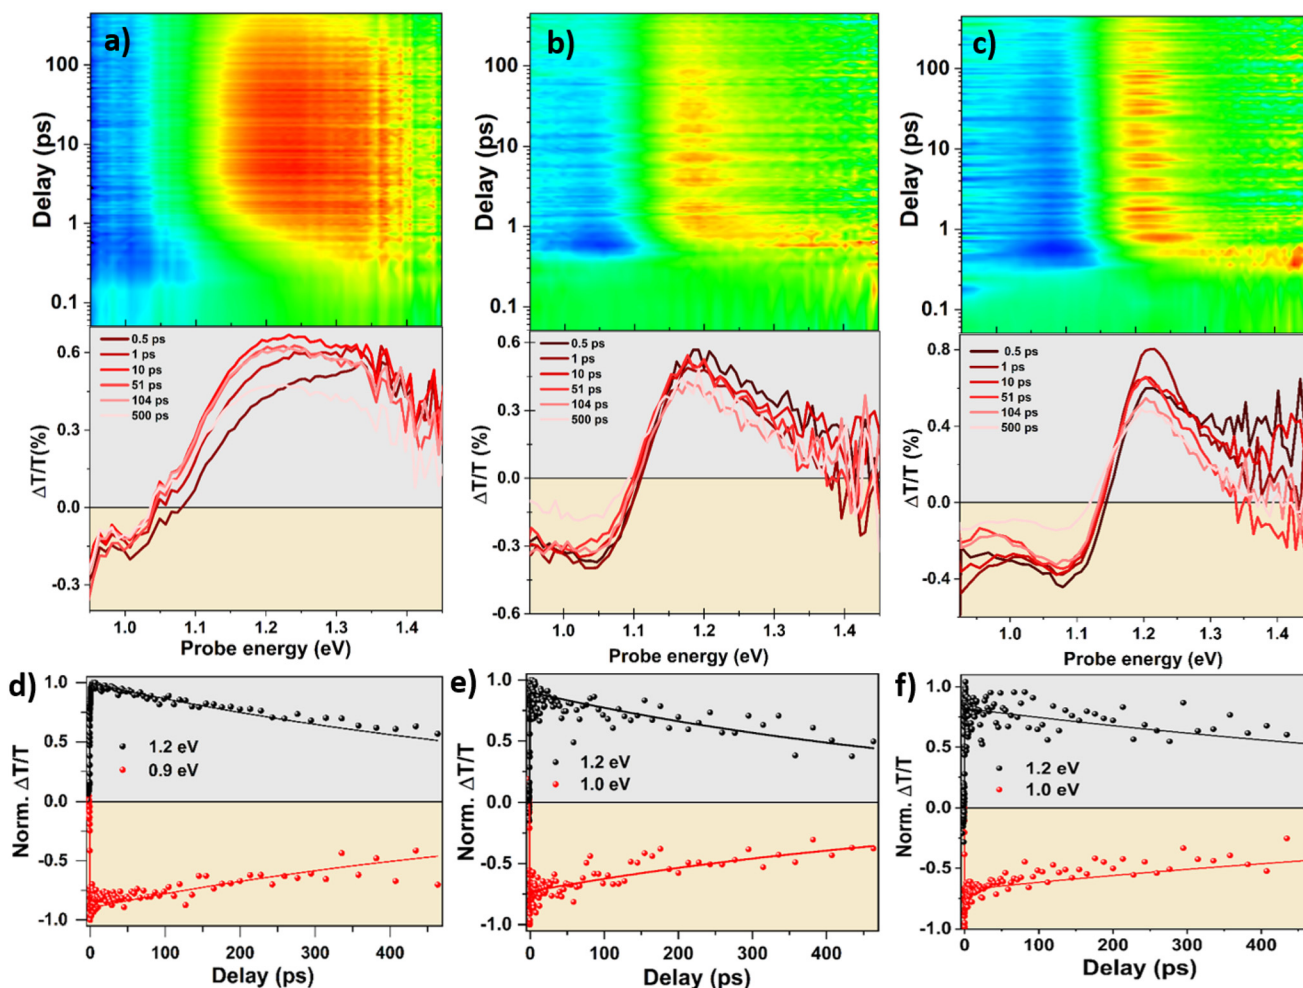 a)
Delay (ps)
100
10
1
0.1
b)
Delay (ps)
100
10
1
0.1
c)
Delay (ps)
100
10
1
0.1
ΔT/T(%)
0.6
0.3
0.0
-0.3
0.5 ps
1 ps
10 ps
51 ps
104 ps
500 ps
1.0 1.1 1.2 1.3 1.4
Probe energy (eV)
ΔT/T (%)
0.6
0.3
0.0
-0.3
-0.6
0.5 ps
1 ps
10 ps
51 ps
104 ps
500 ps
1.0 1.1 1.2 1.3 1.4
Probe energy (eV)
ΔT/T (%)
0.8
0.4
0.0
-0.4
0.5 ps
1 ps
10 ps
51 ps
104 ps
500 ps
1.0 1.1 1.2 1.3 1.4
Probe energy (eV)
d)
Norm. ΔT/T
1.0
0.5
0.0
-0.5
-1.0
1.2 eV
0.9 eV
0 100 200 300 400
Delay (ps)
e)
Norm. ΔT/T
1.0
0.5
0.0
-0.5
-1.0
1.2 eV
1.0 eV
0 100 200 300 400
Delay (ps)
f)
Norm. ΔT/T
1.0
0.5
0.0
-0.5
-1.0
1.2 eV
1.0 eV
0 100 200 300 400
Delay (ps)